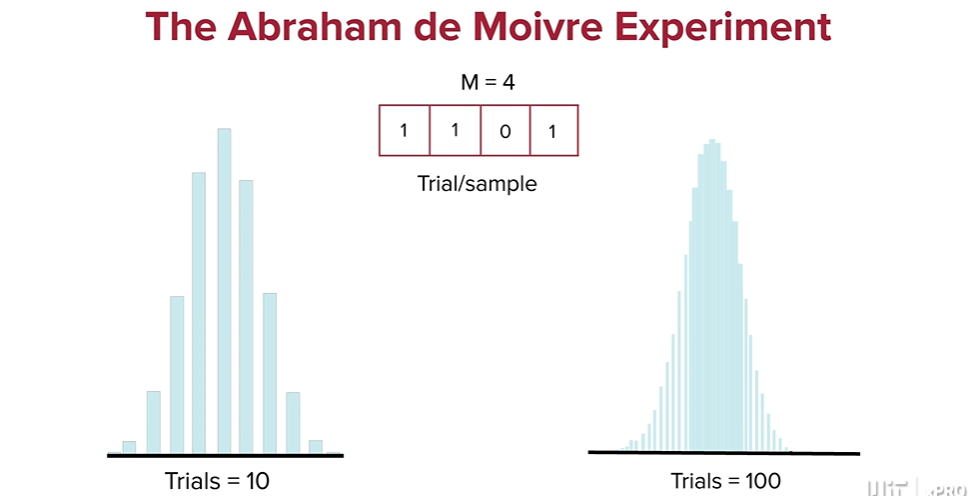 The Abraham de Moivre Experiment
M = 4
1 1 0 1
Trial/sample
Trials = 10
Trials = 100